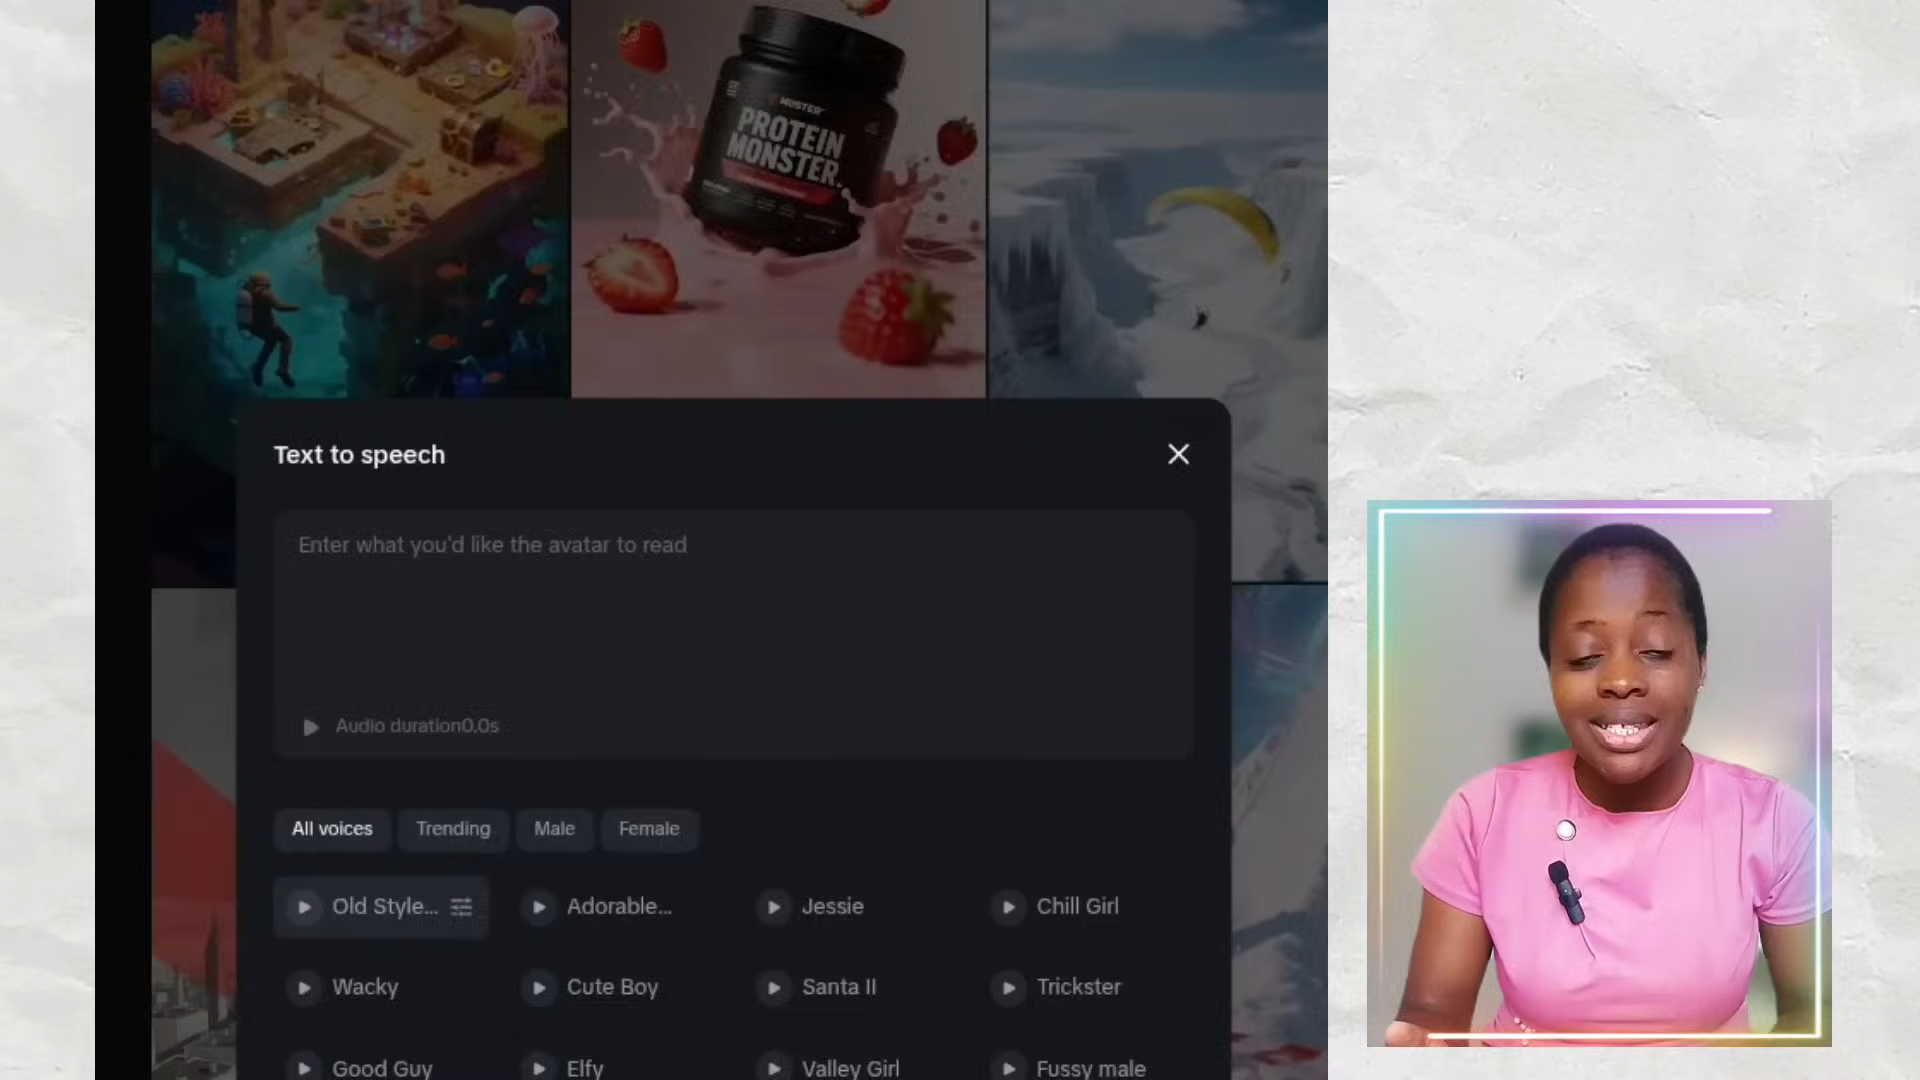 MUSTER
PROTEIN
MONSTER
Text to speech
Enter what you'd like the avatar to read
Audio duration0.0s
All voices
Trending
Male
Female
Old Style...
Adorable...
Jessie
Chill Girl
Wacky
Cute Boy
Santa II
Trickster
Good Guy
Elfy
Valley Girl
Fussy male